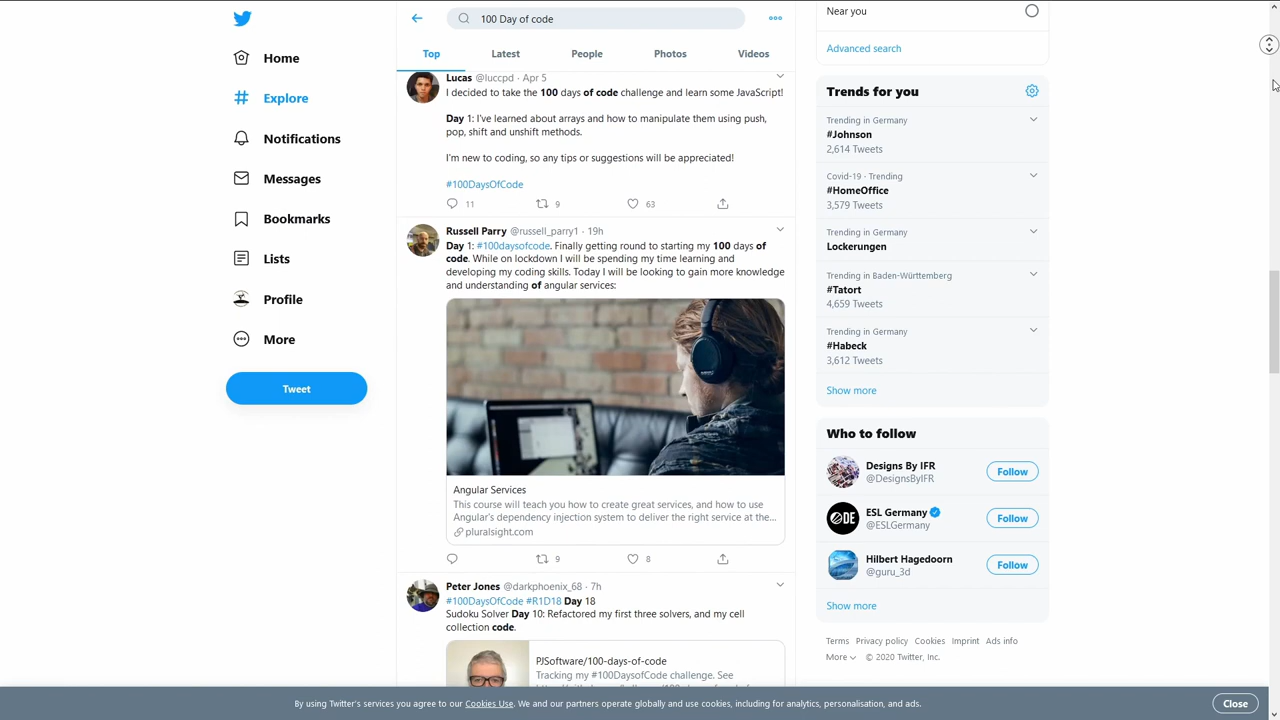 Home
Explore
Notifications
Messages
Bookmarks
Lists
Profile
More
Tweet
100 Day of code
Top
Latest
People
Photos
Videos
Lucas @luccpd · Apr 5
I decided to take the 100 days of code challenge and learn some JavaScript!
Day 1: I've learned about arrays and how to manipulate them using push,
pop, shift and unshift methods.
I'm new to coding, so any tips or suggestions will be appreciated!
#100DaysOfCode
11
9
63
Russell Parry @russell_parry1 · 19h
Day 1: #100daysofcode. Finally getting round to starting my 100 days of
code. While on lockdown I will be spending my time learning and
developing my coding skills. Today I will be looking to gain more knowledge
and understanding of angular services:
Angular Services
This course will teach you how to create great services, and how to use
Angular's dependency injection system to deliver the right service at the...
pluralsight.com
9
8
Peter Jones @darkphoenix_68 · 7h
#100DaysOfCode #R1D18 Day 18
Sudoku Solver Day 10: Refactored my first three solvers, and my cell
collection code.
PJSoftware/100-days-of-code
Tracking my #100DaysOfCode challenge. See
Near you
Advanced search
Trends for you
Trending in Germany
#Johnson
2,614 Tweets
Covid-19 · Trending
#HomeOffice
3,579 Tweets
Trending in Germany
Lockerungen
Trending in Baden-Württemberg
#Tatort
4,659 Tweets
Trending in Germany
#Habeck
3,612 Tweets
Show more
Who to follow
Designs By IFR
@DesignsByIFR
Follow
ESL Germany
@ESLGermany
Follow
Hilbert Hagedoorn
@guru_3d
Follow
Show more
Terms Privacy policy Cookies Imprint Ads info
More © 2020 Twitter, Inc.
By using Twitter's services you agree to our Cookies Use. We and our partners operate globally and use cookies, including for analytics, personalisation, and ads.
Close